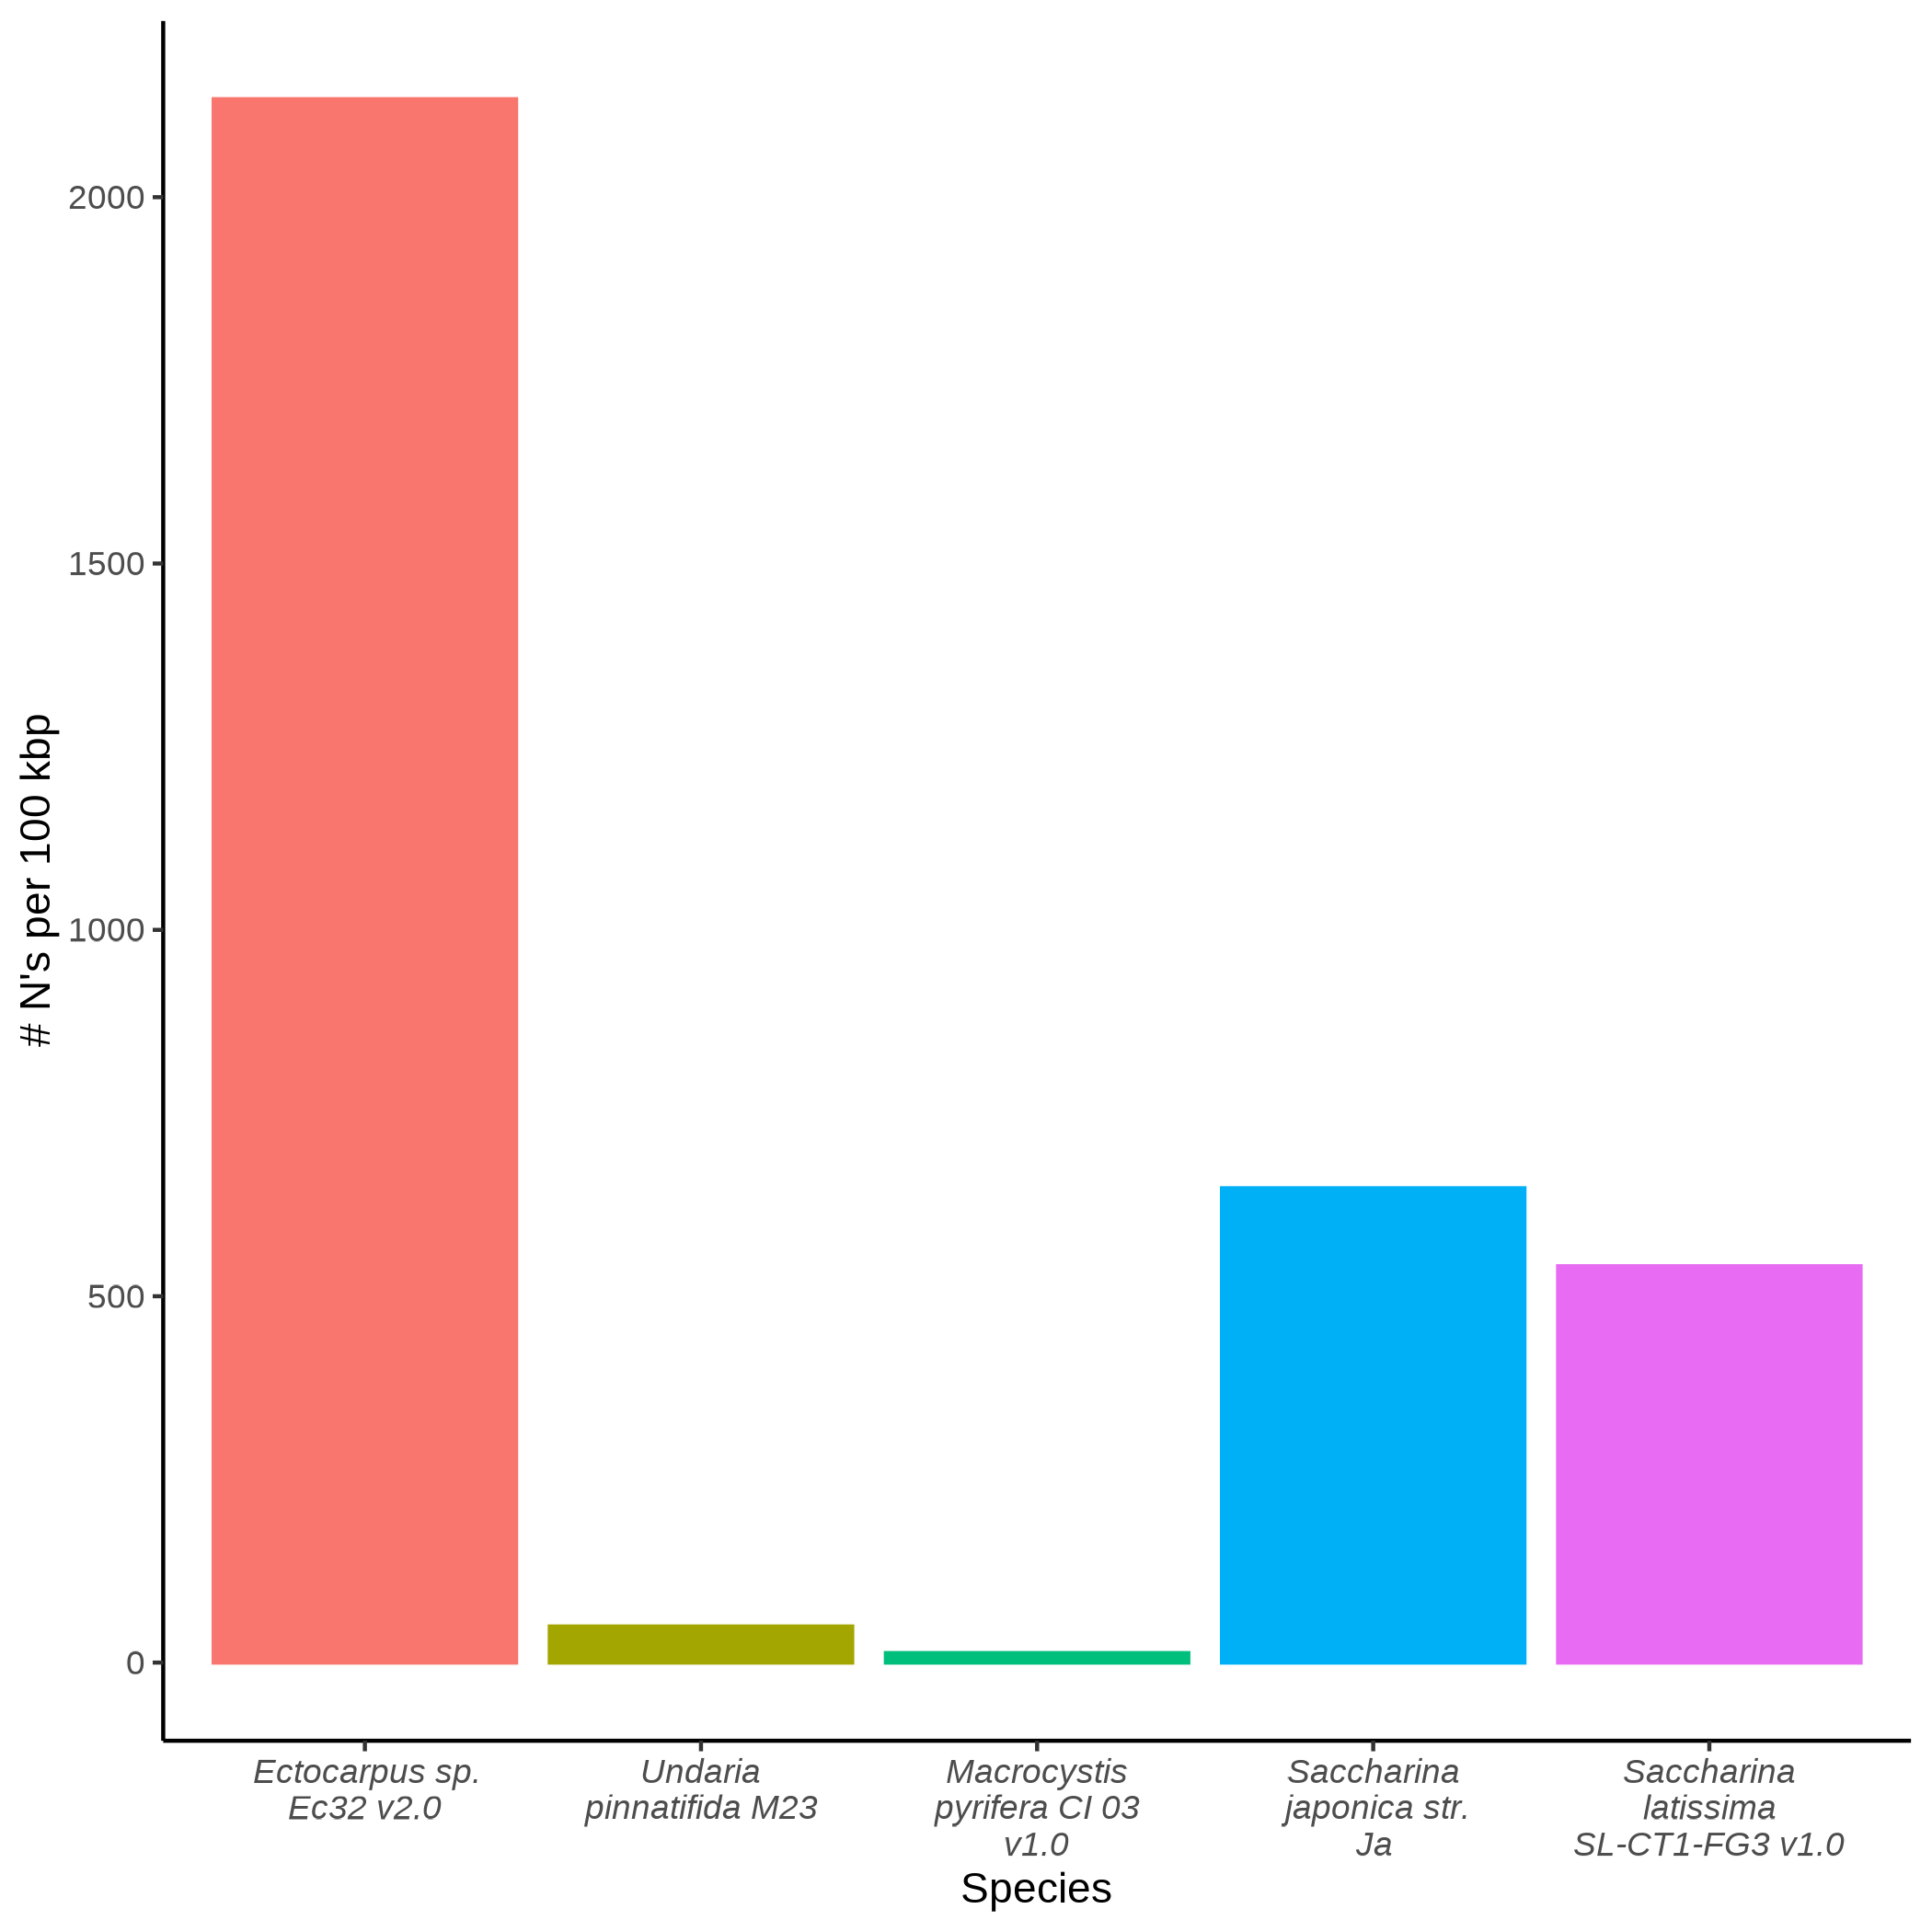 # N's per 100 kbp
2000
1500
1000
500
0
Ectocarpus sp.
Ec32 v2.0
Undaria
pinnatifida M23
Macrocystis
pyrifera CI 03
v1.0
Saccharina
japonica str.
Ja
Saccharina
latissima
SL-CT1-FG3 v1.0
Species